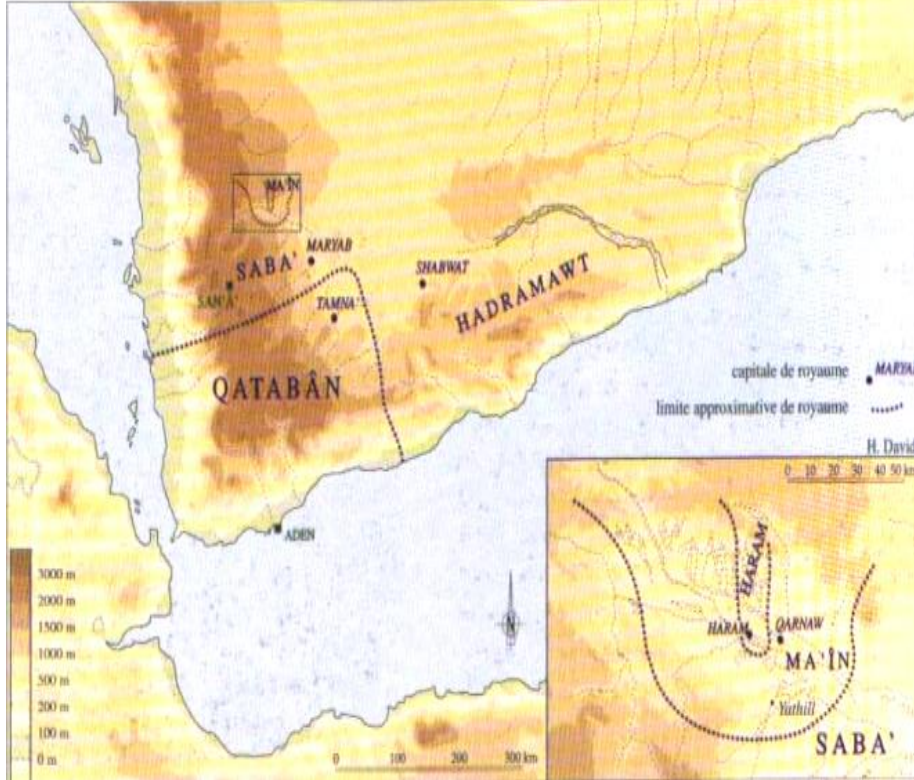 MA'ÎN
MARYAB
SABA'
SHABWAT
SAN'Â'
TAMNA'
HADRAMAWT
QATABÂN
capitale de royaume
MARYA
limite approximative de royaume
H. David
ADEN
N
3000 m
2000 m
1500 m
1000 m
500 m
200 m
100 m
0 m
0 100 200 300 km
0 10 20 30 40 50 km
HARAM
HARAM
QARNAW
MA'ÎN
Yathill
SABA'